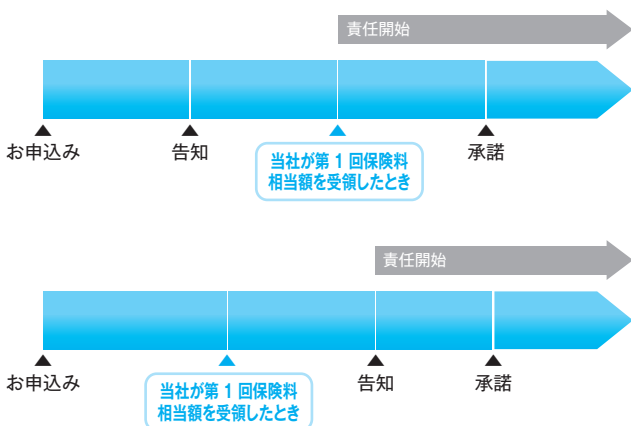 責任開始
お申込み
告知
当社が第1回保険料
相当額を受領したとき
承諾
責任開始
お申込み
当社が第1回保険料
相当額を受領したとき
告知
承諾